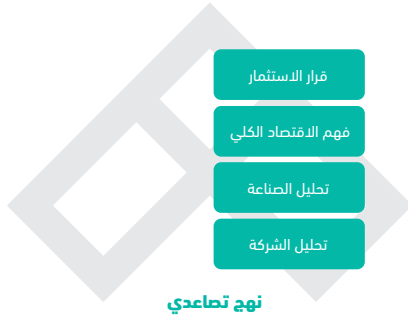 قرار الاستثمار
فهم الاقتصاد الكلي
تحليل الصناعة
تحليل الشركة
نهج تصاعدي